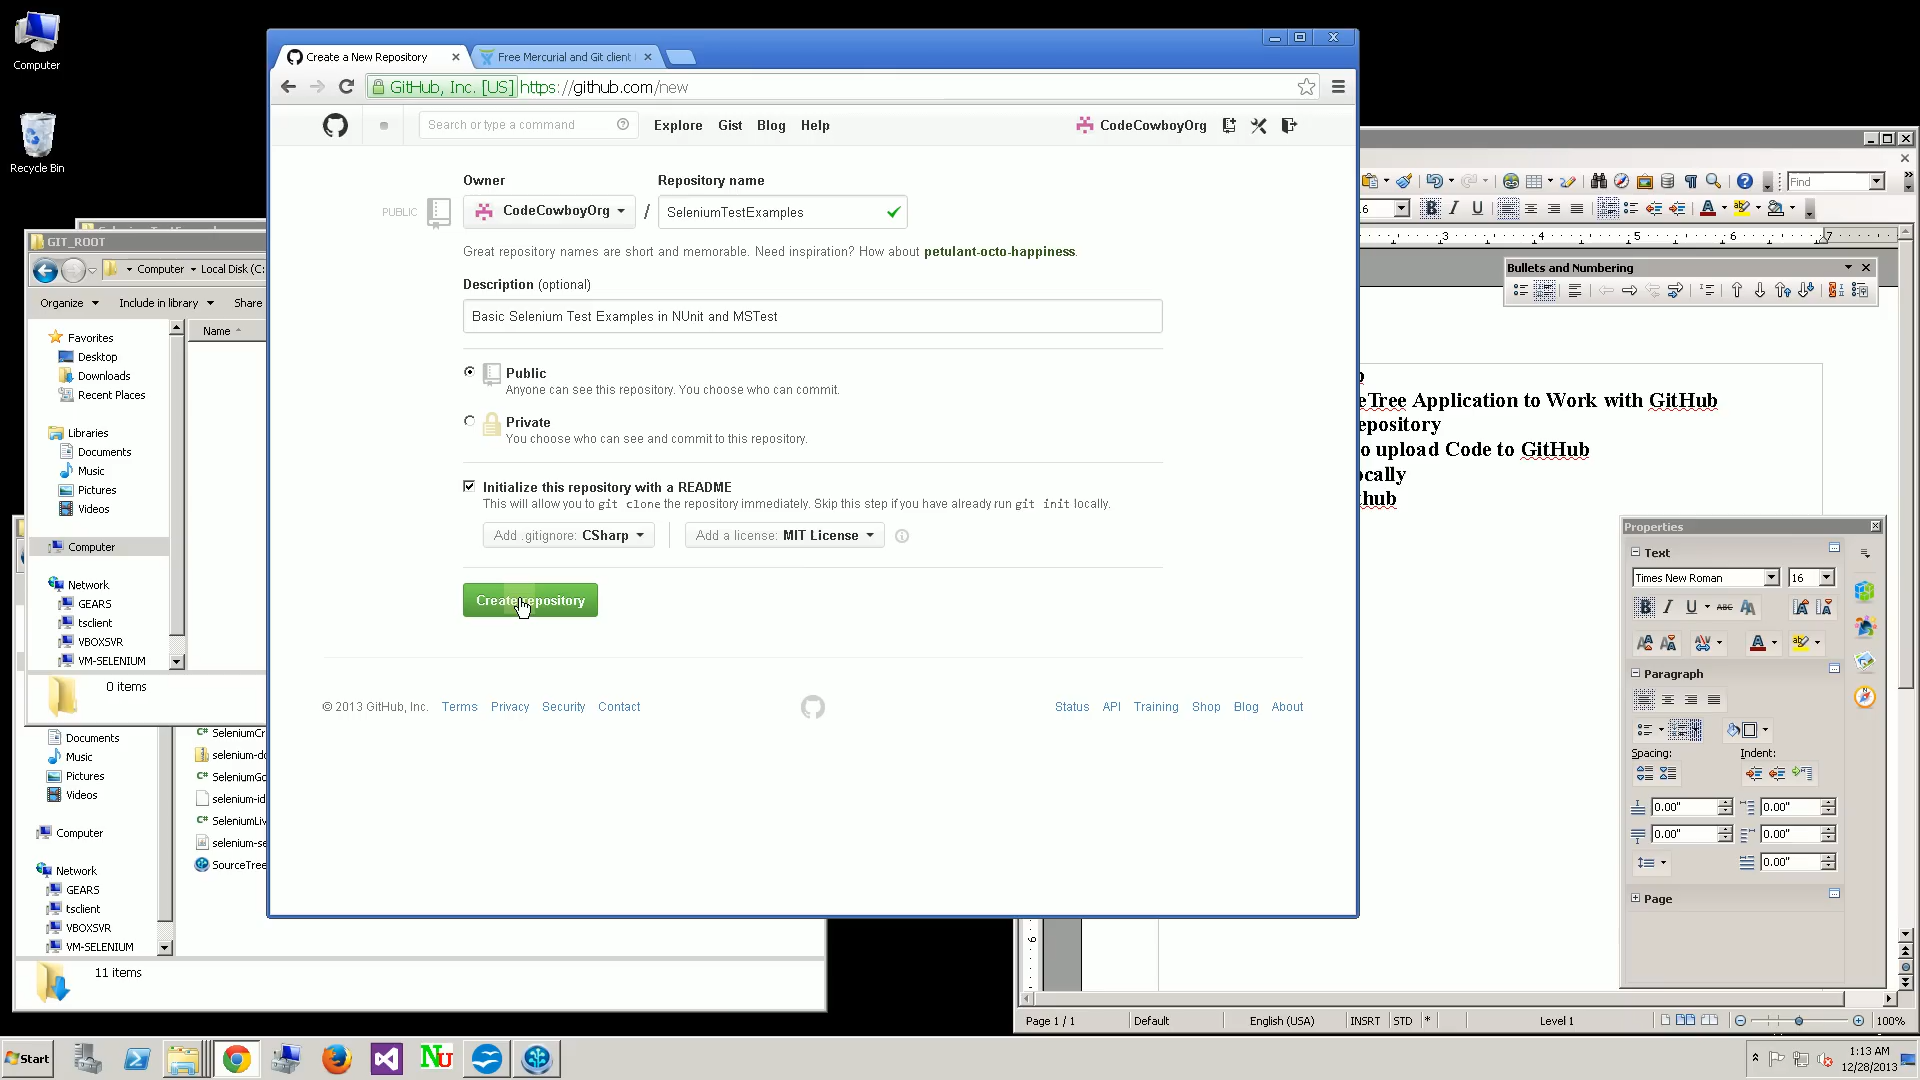 Computer
Recycle Bin
Create a New Repository
Free Mercurial and Git client
GitHub, Inc. [US]
https://github.com/new
Search or type a command
Explore
Gist
Blog
Help
CodeCowboyOrg
Owner
Repository name
PUBLIC
CodeCowboyOrg
/
SeleniumTestExamples
Great repository names are short and memorable. Need inspiration? How about petulant-octo-happiness.
Description (optional)
Basic Selenium Test Examples in NUnit and MSTest
Public
Anyone can see this repository. You choose who can commit.
Private
You choose who can see and commit to this repository.
Initialize this repository with a README
This will allow you to git clone the repository immediately. Skip this step if you have already run git init locally.
Add .gitignore: CSharp
Add a license: MIT License
Create repository
© 2013 GitHub, Inc.
Terms
Privacy
Security
Contact
Status
API
Training
Shop
Blog
About
GIT_ROOT
Computer
Local Disk (C:
Organize
Include in library
Share
Name
Favorites
Desktop
Downloads
Recent Places
Libraries
Documents
Music
Pictures
Videos
Computer
Network
GEARS
tsclient
VBOXSVR
VM-SELENIUM
0 items
Documents
Music
Pictures
Videos
Computer
Network
GEARS
tsclient
VBOXSVR
VM-SELENIUM
11 items
SeleniumCr
selenium-do
SeleniumGo
selenium-id
SeleniumLiv
selenium-se
SourceTree
Find
Bullets and Numbering
eTree Application to Work with GitHub
epository
o upload Code to GitHub
ocally
thub
Properties
Text
Times New Roman
16
Paragraph
Spacing:
Indent:
0.00"
0.00"
0.00"
0.00"
0.00"
Page
Page 1 / 1
Default
English (USA)
INSRT
STD
*
Level 1
100%
Start
1:13 AM
12/28/2013